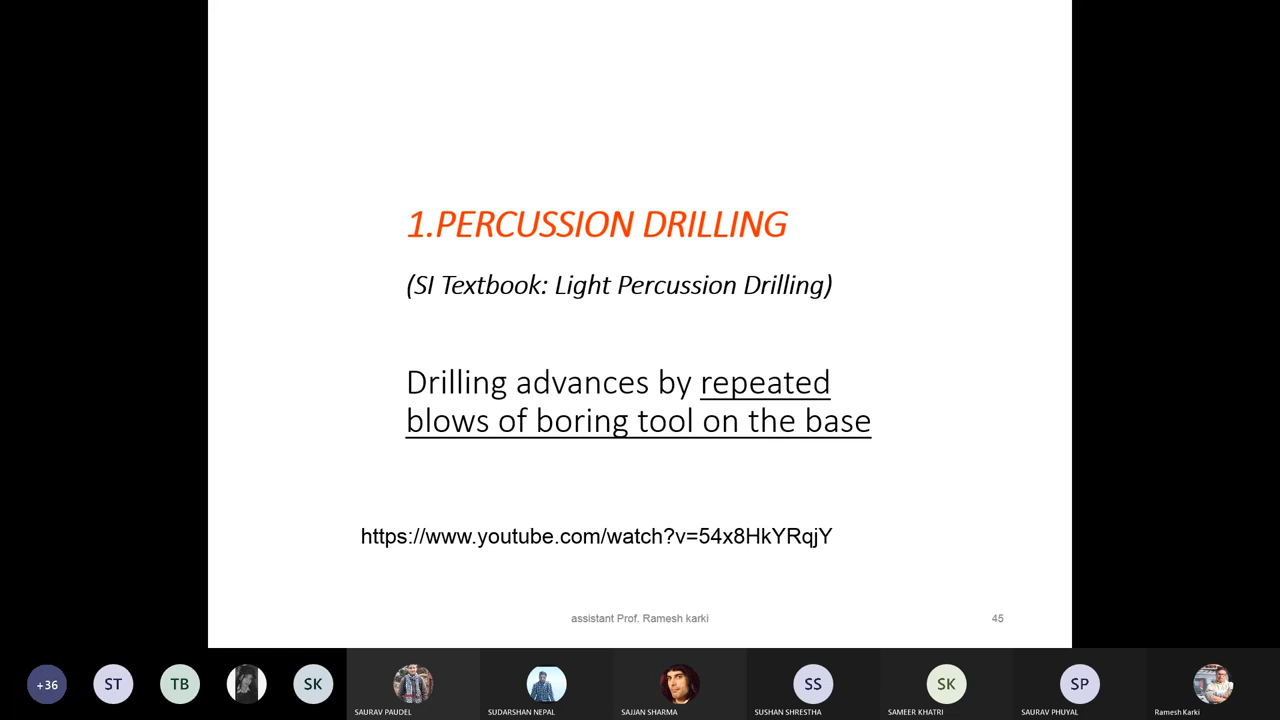 1.PERCUSSION DRILLING
(SI Textbook: Light Percussion Drilling)
Drilling advances by repeated
blows of boring tool on the base
https://www.youtube.com/watch?v=54x8HkYRqjY
assistant Prof. Ramesh karki
45
+36
ST
TB
SK
SS
SK
SP
SAURAV PAUDEL
SUDARSHAN NEPAL
SAJJAN SHARMA
SUSHAN SHRESTHA
SAMEER KHATRI
SAURAV PHUYAL
Ramesh Karki